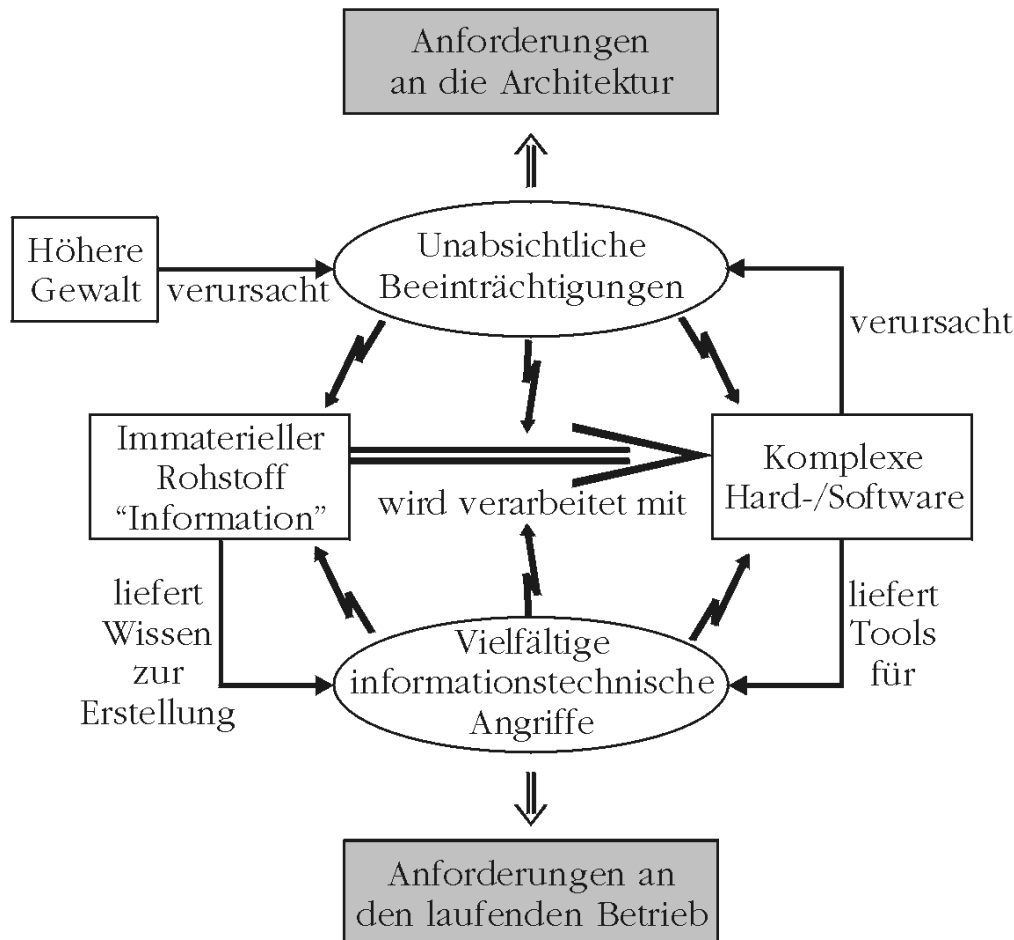 Anforderungen
an die Architektur
Höhere
Gewalt
verursacht
Unabsichtliche
Beeinträchtigungen
verursacht
Immaterieller
Rohstoff
“Information”
wird verarbeitet mit
Komplexe
Hard-/Software
liefert
Wissen
zur
Erstellung
Vielfältige
informationstechnische
Angriffe
liefert
Tools
für
Anforderungen an
den laufenden Betrieb